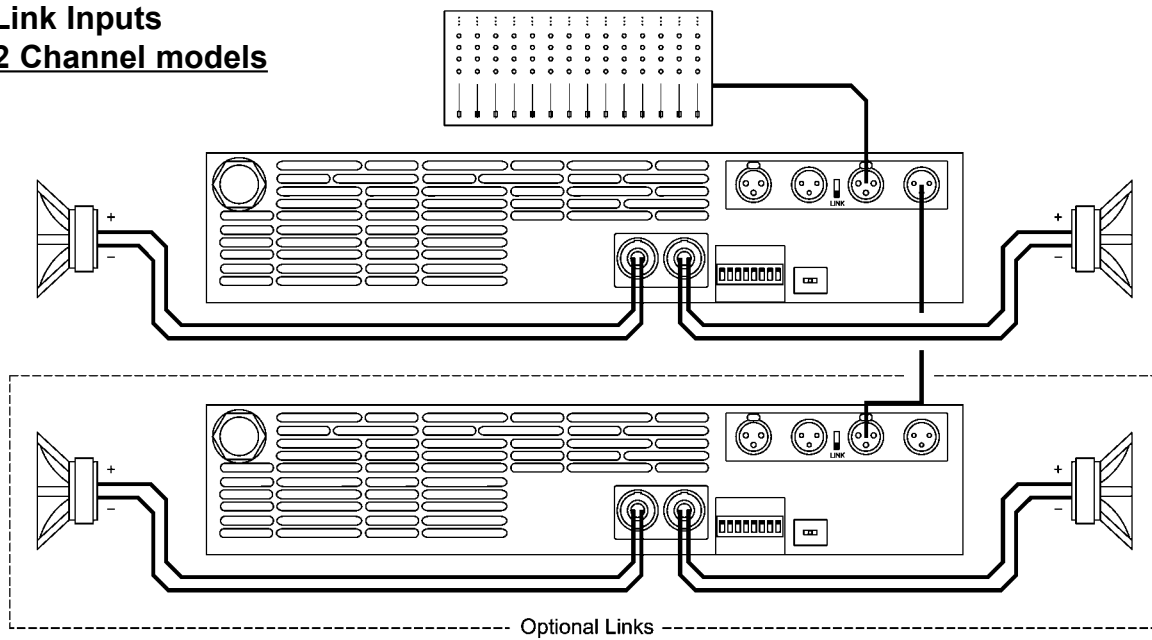 Link Inputs
2 Channel models
LINK
+
−
+
−
LINK
+
−
+
−
Optional Links